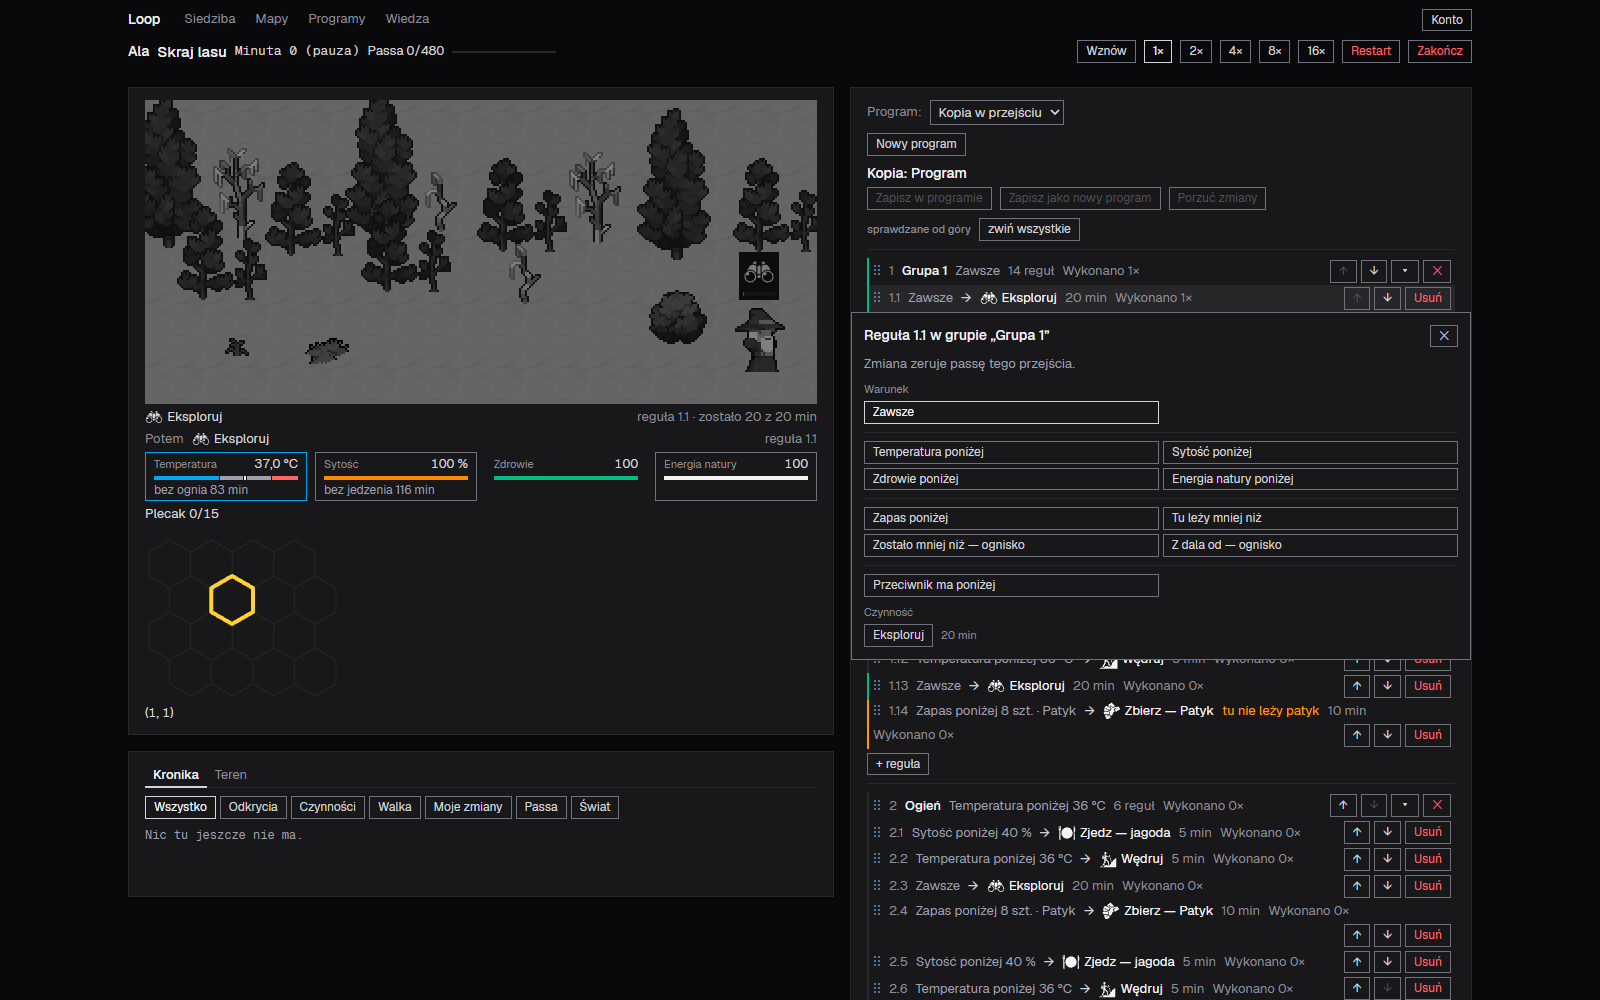 Loop Siedziba Mapy Programy Wiedza Konto
Ala Skraj lasu Minuta 0 (pauza) Passa 0/480 Wznów 1× 2× 4× 8× 16× Restart Zakończ
Eksploruj reguła 1.1 · zostało 20 z 20 min
Potem Eksploruj reguła 1.1
Temperatura 37,0 °C Sytość 100 % Zdrowie 100 Energia natury 100
bez ognia 83 min bez jedzenia 116 min
Plecak 0/15
(1, 1)
Kronika Teren
Wszystko Odkrycia Czynności Walka Moje zmiany Passa Świat
Nic tu jeszcze nie ma.
Program: Kopia w przejściu
Nowy program
Kopia: Program
Zapisz w programie Zapisz jako nowy program Porzuć zmiany
sprawdzane od góry zwiń wszystkie
1 Grupa 1 Zawsze 14 reguł Wykonano 1×
1.1 Zawsze → Eksploruj 20 min Wykonano 1× Usuń
Reguła 1.1 w grupie „Grupa 1”
Zmiana zeruje passę tego przejścia.
Warunek
Zawsze
Temperatura poniżej Sytość poniżej
Zdrowie poniżej Energia natury poniżej
Zapas poniżej Tu leży mniej niż
Zostało mniej niż — ognisko Z dala od — ognisko
Przeciwnik ma poniżej
Czynność
Eksploruj 20 min
1.12 Temperatura poniżej 36 °C → Wędruj 5 min Wykonano 0× Usuń
1.13 Zawsze → Eksploruj 20 min Wykonano 0× Usuń
1.14 Zapas poniżej 8 szt. · Patyk → Zbierz — Patyk tu nie leży patyk 10 min
Wykonano 0× Usuń
+ reguła
2 Ogień Temperatura poniżej 36 °C 6 reguł Wykonano 0×
2.1 Sytość poniżej 40 % → Zjedz — jagoda 5 min Wykonano 0× Usuń
2.2 Temperatura poniżej 36 °C → Wędruj 5 min Wykonano 0× Usuń
2.3 Zawsze → Eksploruj 20 min Wykonano 0× Usuń
2.4 Zapas poniżej 8 szt. · Patyk → Zbierz — Patyk 10 min Wykonano 0×
Usuń
2.5 Sytość poniżej 40 % → Zjedz — jagoda 5 min Wykonano 0× Usuń
2.6 Temperatura poniżej 36 °C → Wędruj 5 min Wykonano 0× Usuń